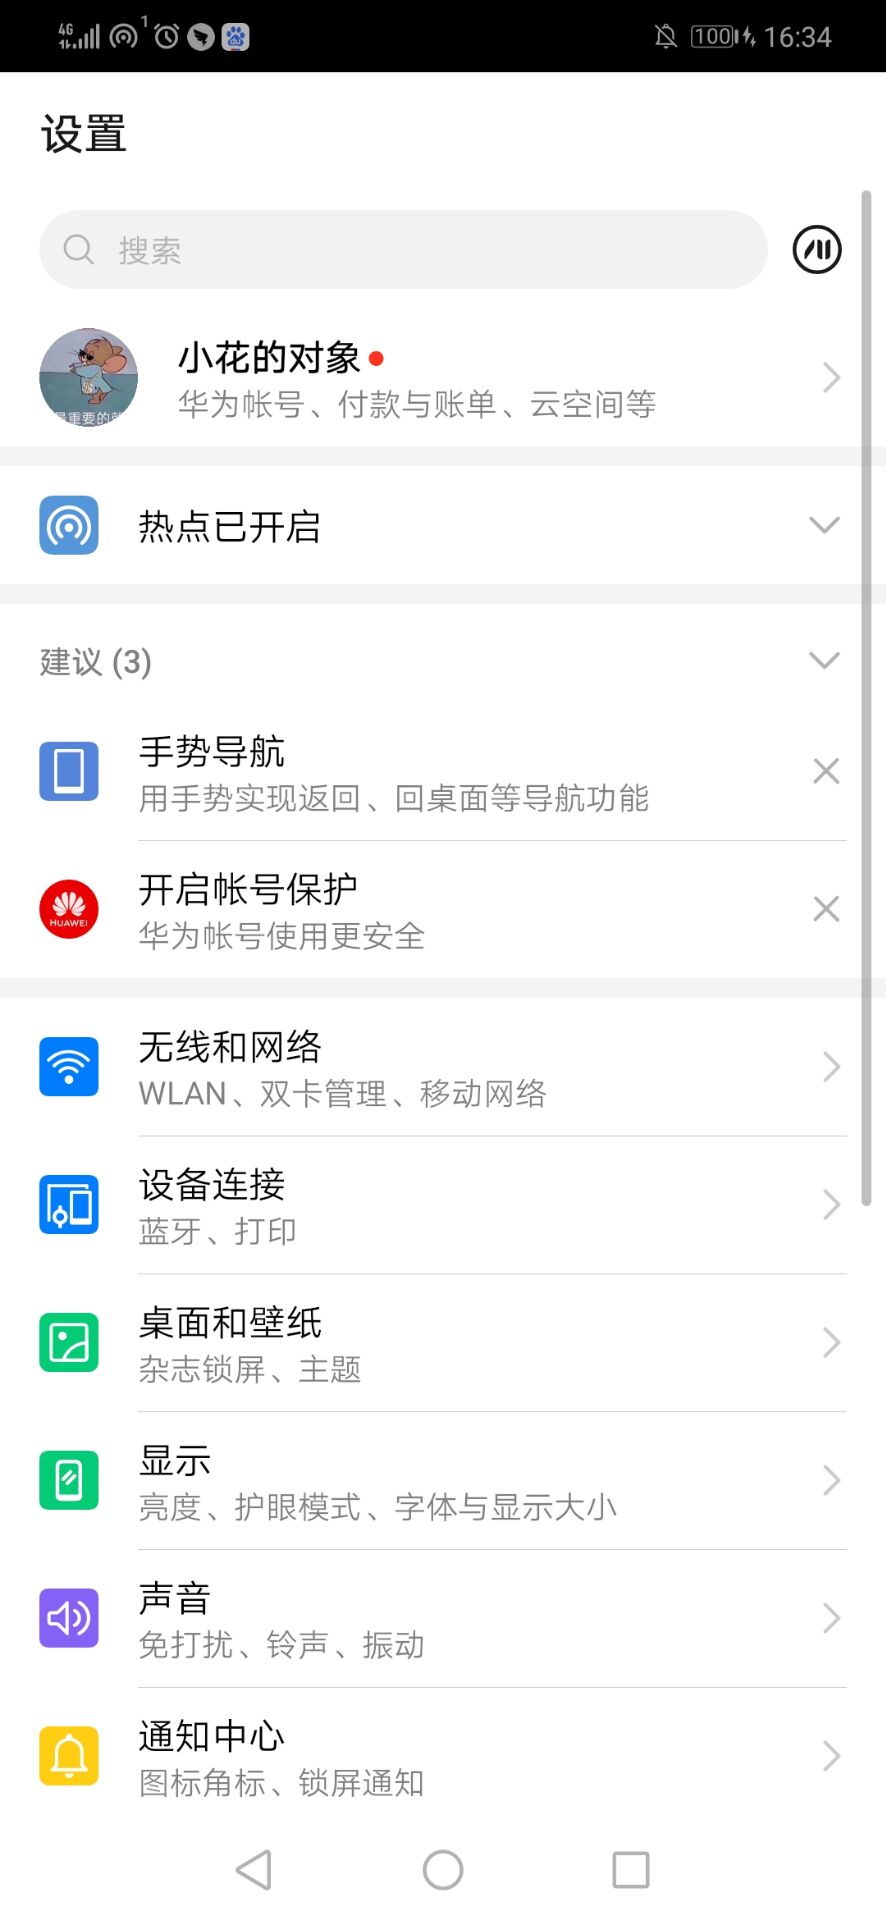 4G 1 100 16:34
设置
搜索
小花的对象
华为帐号、付款与账单、云空间等
热点已开启
建议 (3)
手势导航
用手势实现返回、回桌面等导航功能
开启帐号保护
HUAWEI
华为帐号使用更安全
无线和网络
WLAN、双卡管理、移动网络
设备连接
蓝牙、打印
桌面和壁纸
杂志锁屏、主题
显示
亮度、护眼模式、字体与显示大小
声音
免打扰、铃声、振动
通知中心
图标角标、锁屏通知